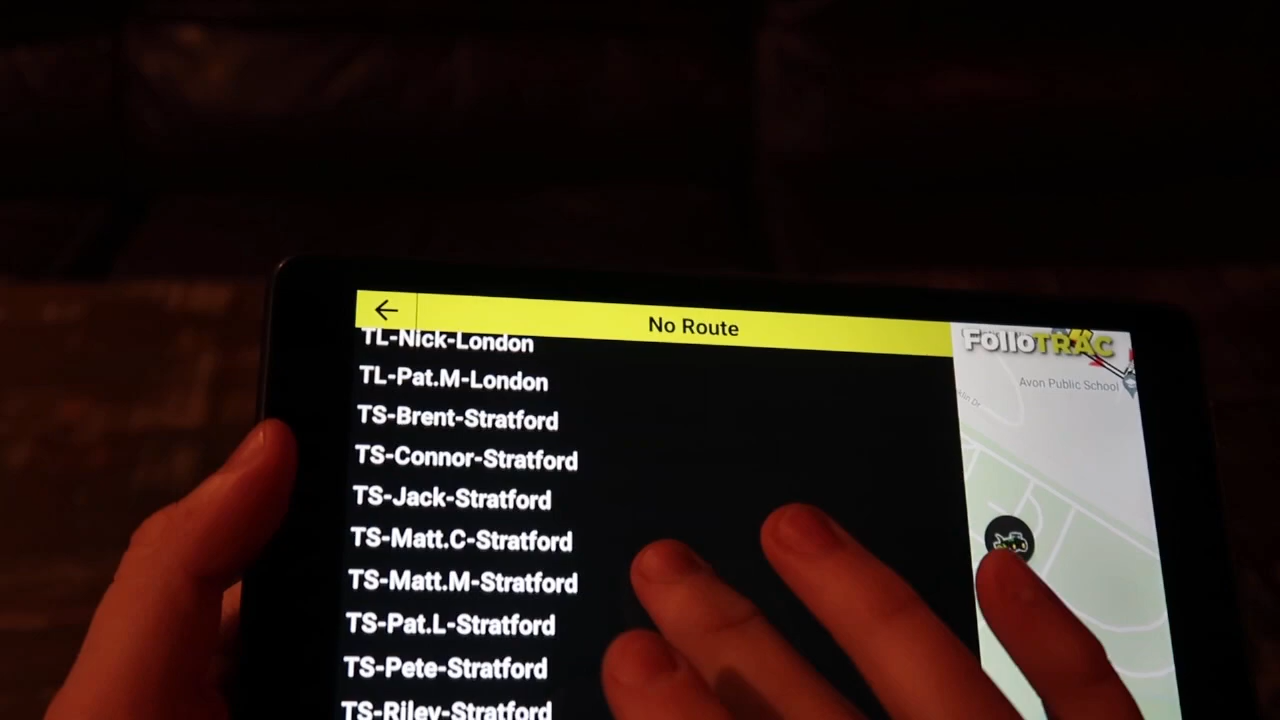 No Route
FolloTRAC
TL-Nick-London
TL-Pat.M-London
Avon Public School
TS-Brent-Stratford
TS-Connor-Stratford
TS-Jack-Stratford
TS-Matt.C-Stratford
TS-Matt.M-Stratford
TS-Pat.L-Stratford
TS-Pete-Stratford
TS-Riley-Stratford